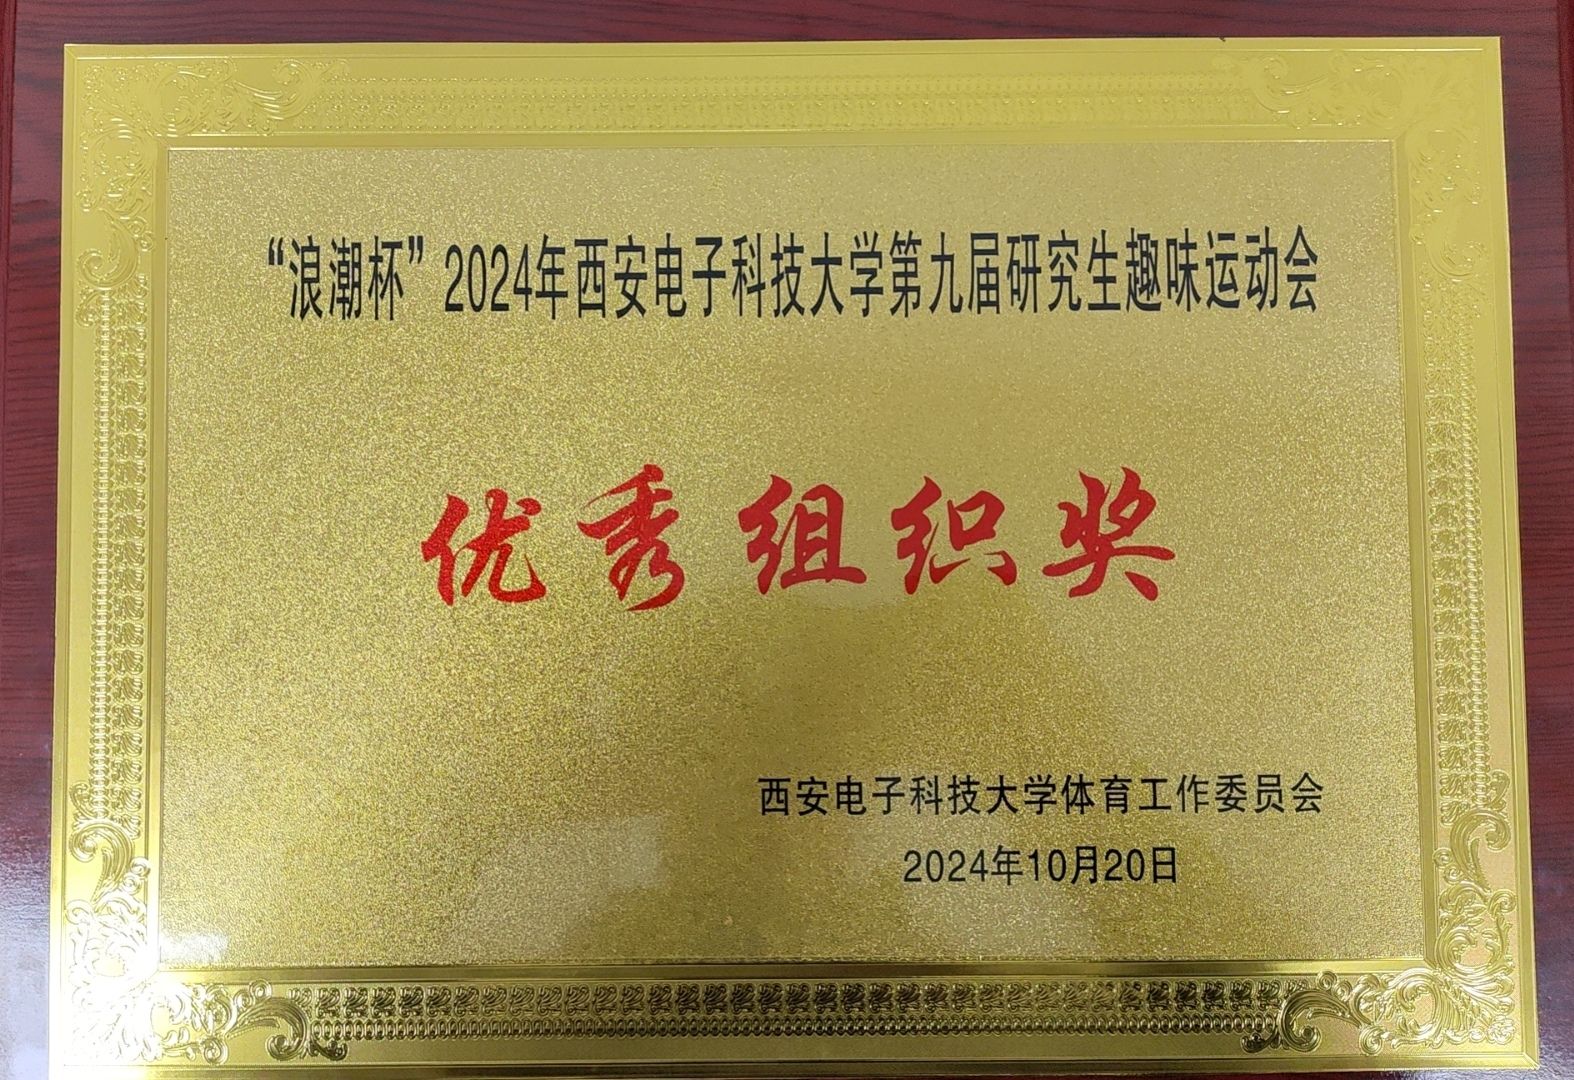 “浪潮杯”2024年西安电子科技大学第九届研究生趣味运动会
优秀组织奖
西安电子科技大学体育工作委员会
2024年10月20日